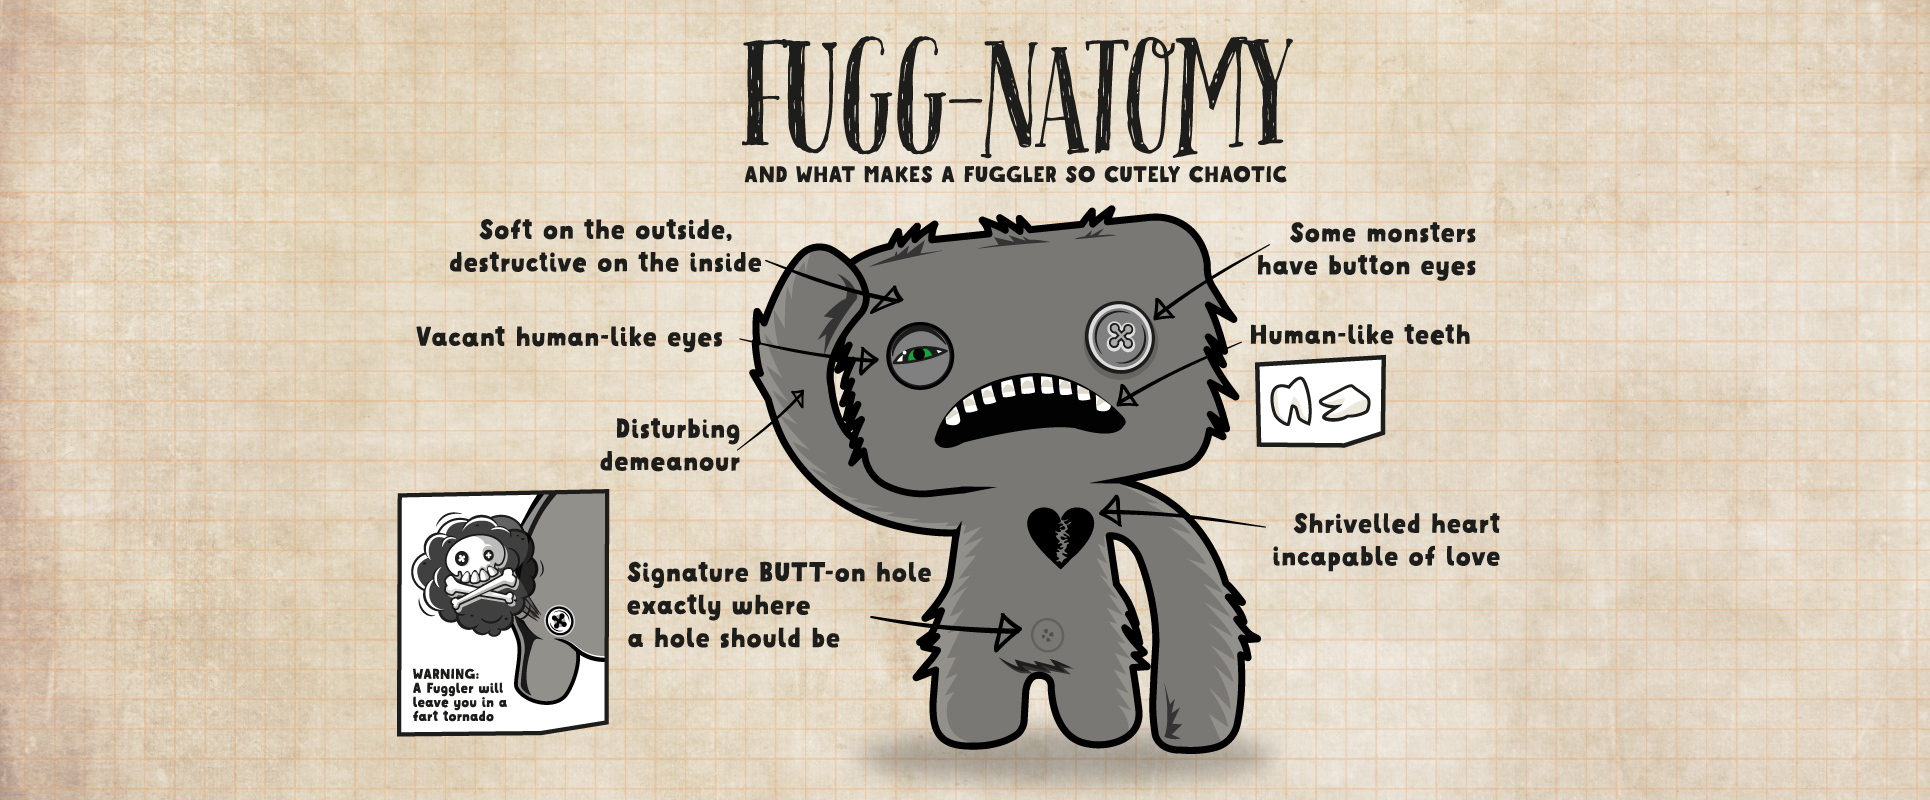 FUGG-NATOMY
AND WHAT MAKES A FUGGLER SO CUTELY CHAOTIC
Soft on the outside,
destructive on the inside
Some monsters
have button eyes
Vacant human-like eyes
Human-like teeth
Disturbing
demeanour
Shrivelled heart
incapable of love
Signature BUTT-on hole
exactly where
a hole should be
WARNING:
A Fuggler will
leave you in a
fart tornado